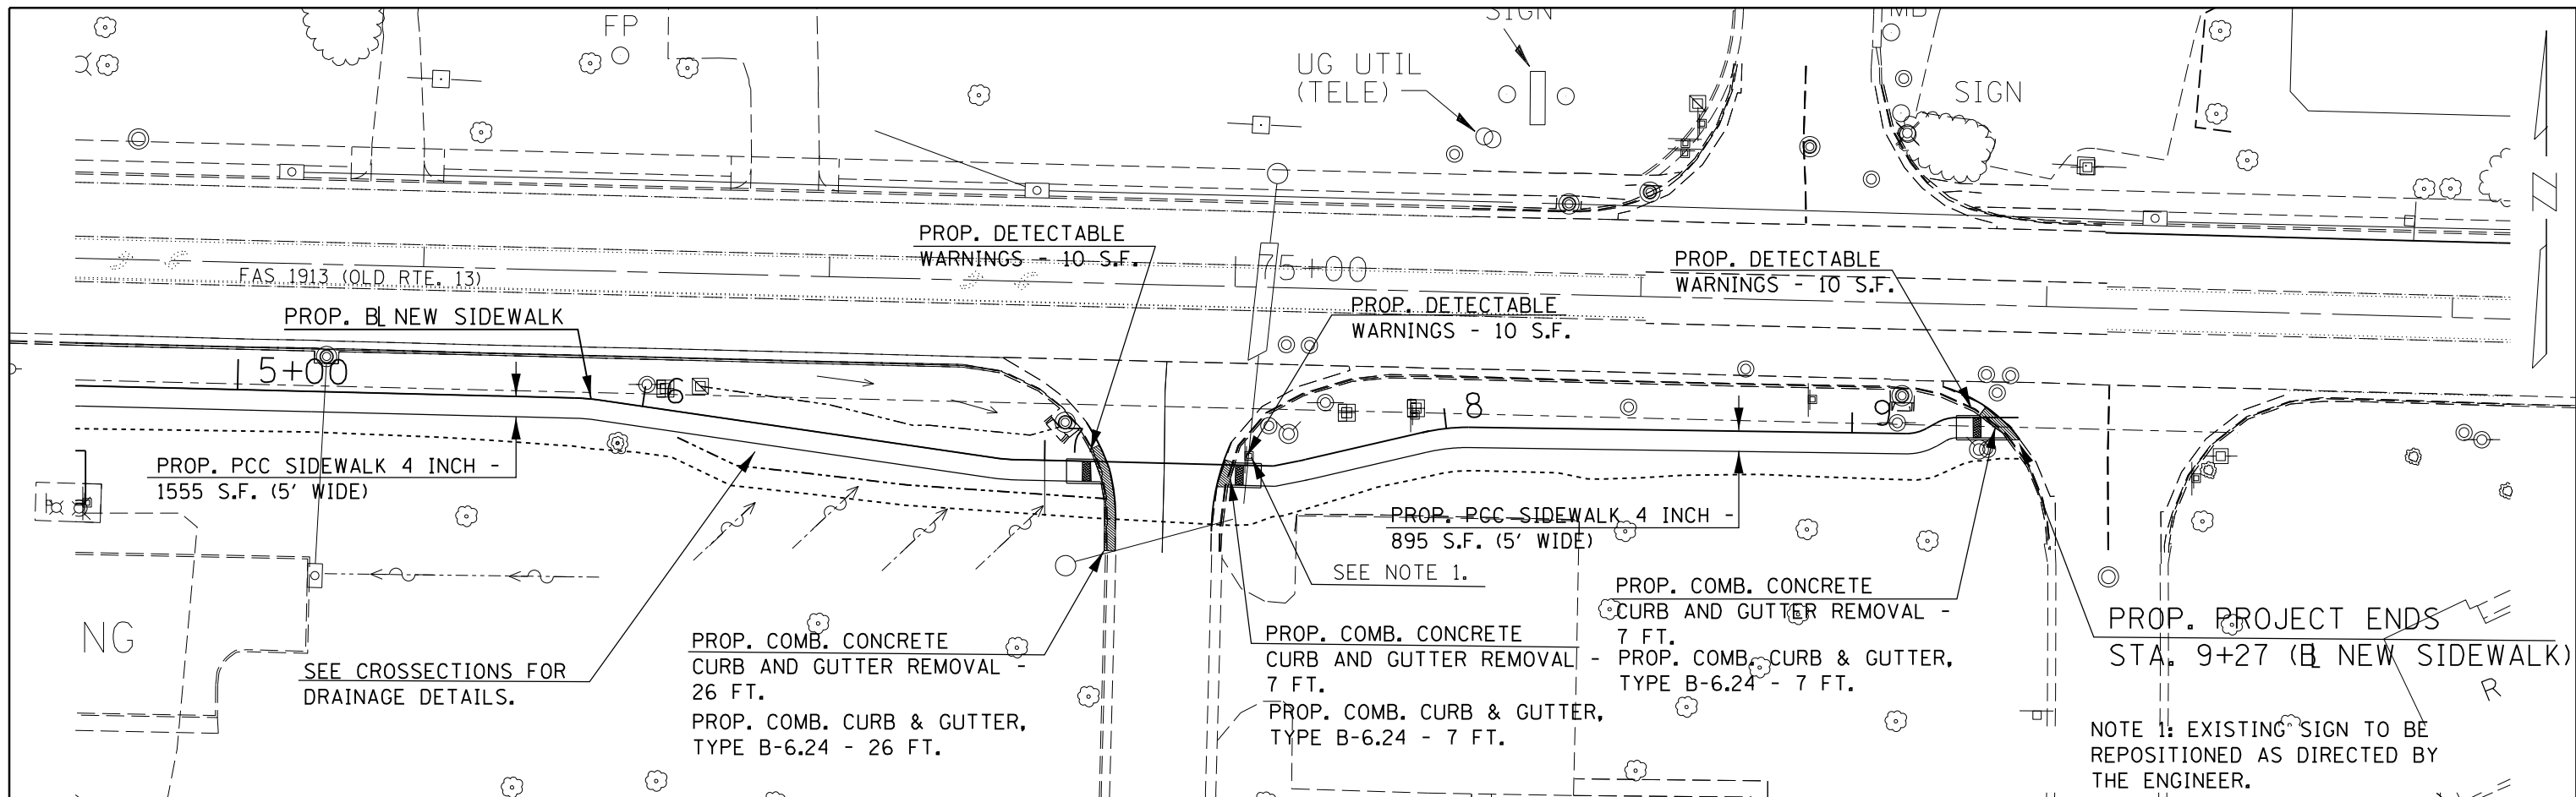 FP
SIGN
MB
UG UTIL
(TELE)
SIGN
N
PROP. DETECTABLE
WARNINGS - 10 S.F.
FAS 1913 (OLD RTE. 13)
75+00
PROP. DETECTABLE
WARNINGS - 10 S.F.
PROP. BL NEW SIDEWALK
PROP. DETECTABLE
WARNINGS - 10 S.F.
5+00
6
8
9
PROP. PCC SIDEWALK 4 INCH -
1555 S.F. (5' WIDE)
PROP. PCC SIDEWALK 4 INCH -
895 S.F. (5' WIDE)
SEE NOTE 1.
NG
SEE CROSSECTIONS FOR
DRAINAGE DETAILS.
PROP. COMB. CONCRETE
CURB AND GUTTER REMOVAL -
26 FT.
PROP. COMB. CURB & GUTTER,
TYPE B-6.24 - 26 FT.
PROP. COMB. CONCRETE
CURB AND GUTTER REMOVAL -
7 FT.
PROP. COMB. CURB & GUTTER,
TYPE B-6.24 - 7 FT.
PROP. COMB. CONCRETE
CURB AND GUTTER REMOVAL -
7 FT.
PROP. COMB. CURB & GUTTER,
TYPE B-6.24 - 7 FT.
PROP. PROJECT ENDS
STA. 9+27 (BL NEW SIDEWALK)
R
NOTE 1: EXISTING SIGN TO BE
REPOSITIONED AS DIRECTED BY
THE ENGINEER.